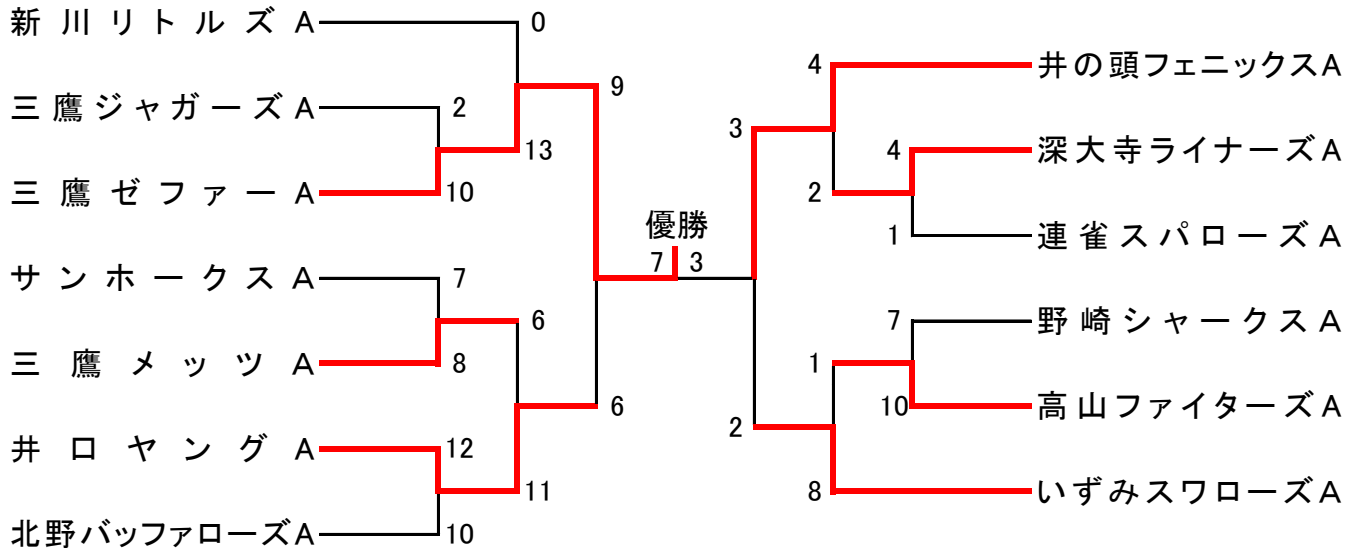 新川リトルズA
0
三鷹ジャガーズA
2
9
13
三鷹ゼファーA
10
サンホークスA
7
6
三鷹メッツA
8
6
井口ヤングA
12
11
北野バッファローズA
10
優勝
7 3
4
井の頭フェニックスA
3
4
深大寺ライナーズA
2
1
連雀スパローズA
7
野崎シャークスA
1
10
高山ファイターズA
2
8
いずみスワローズA